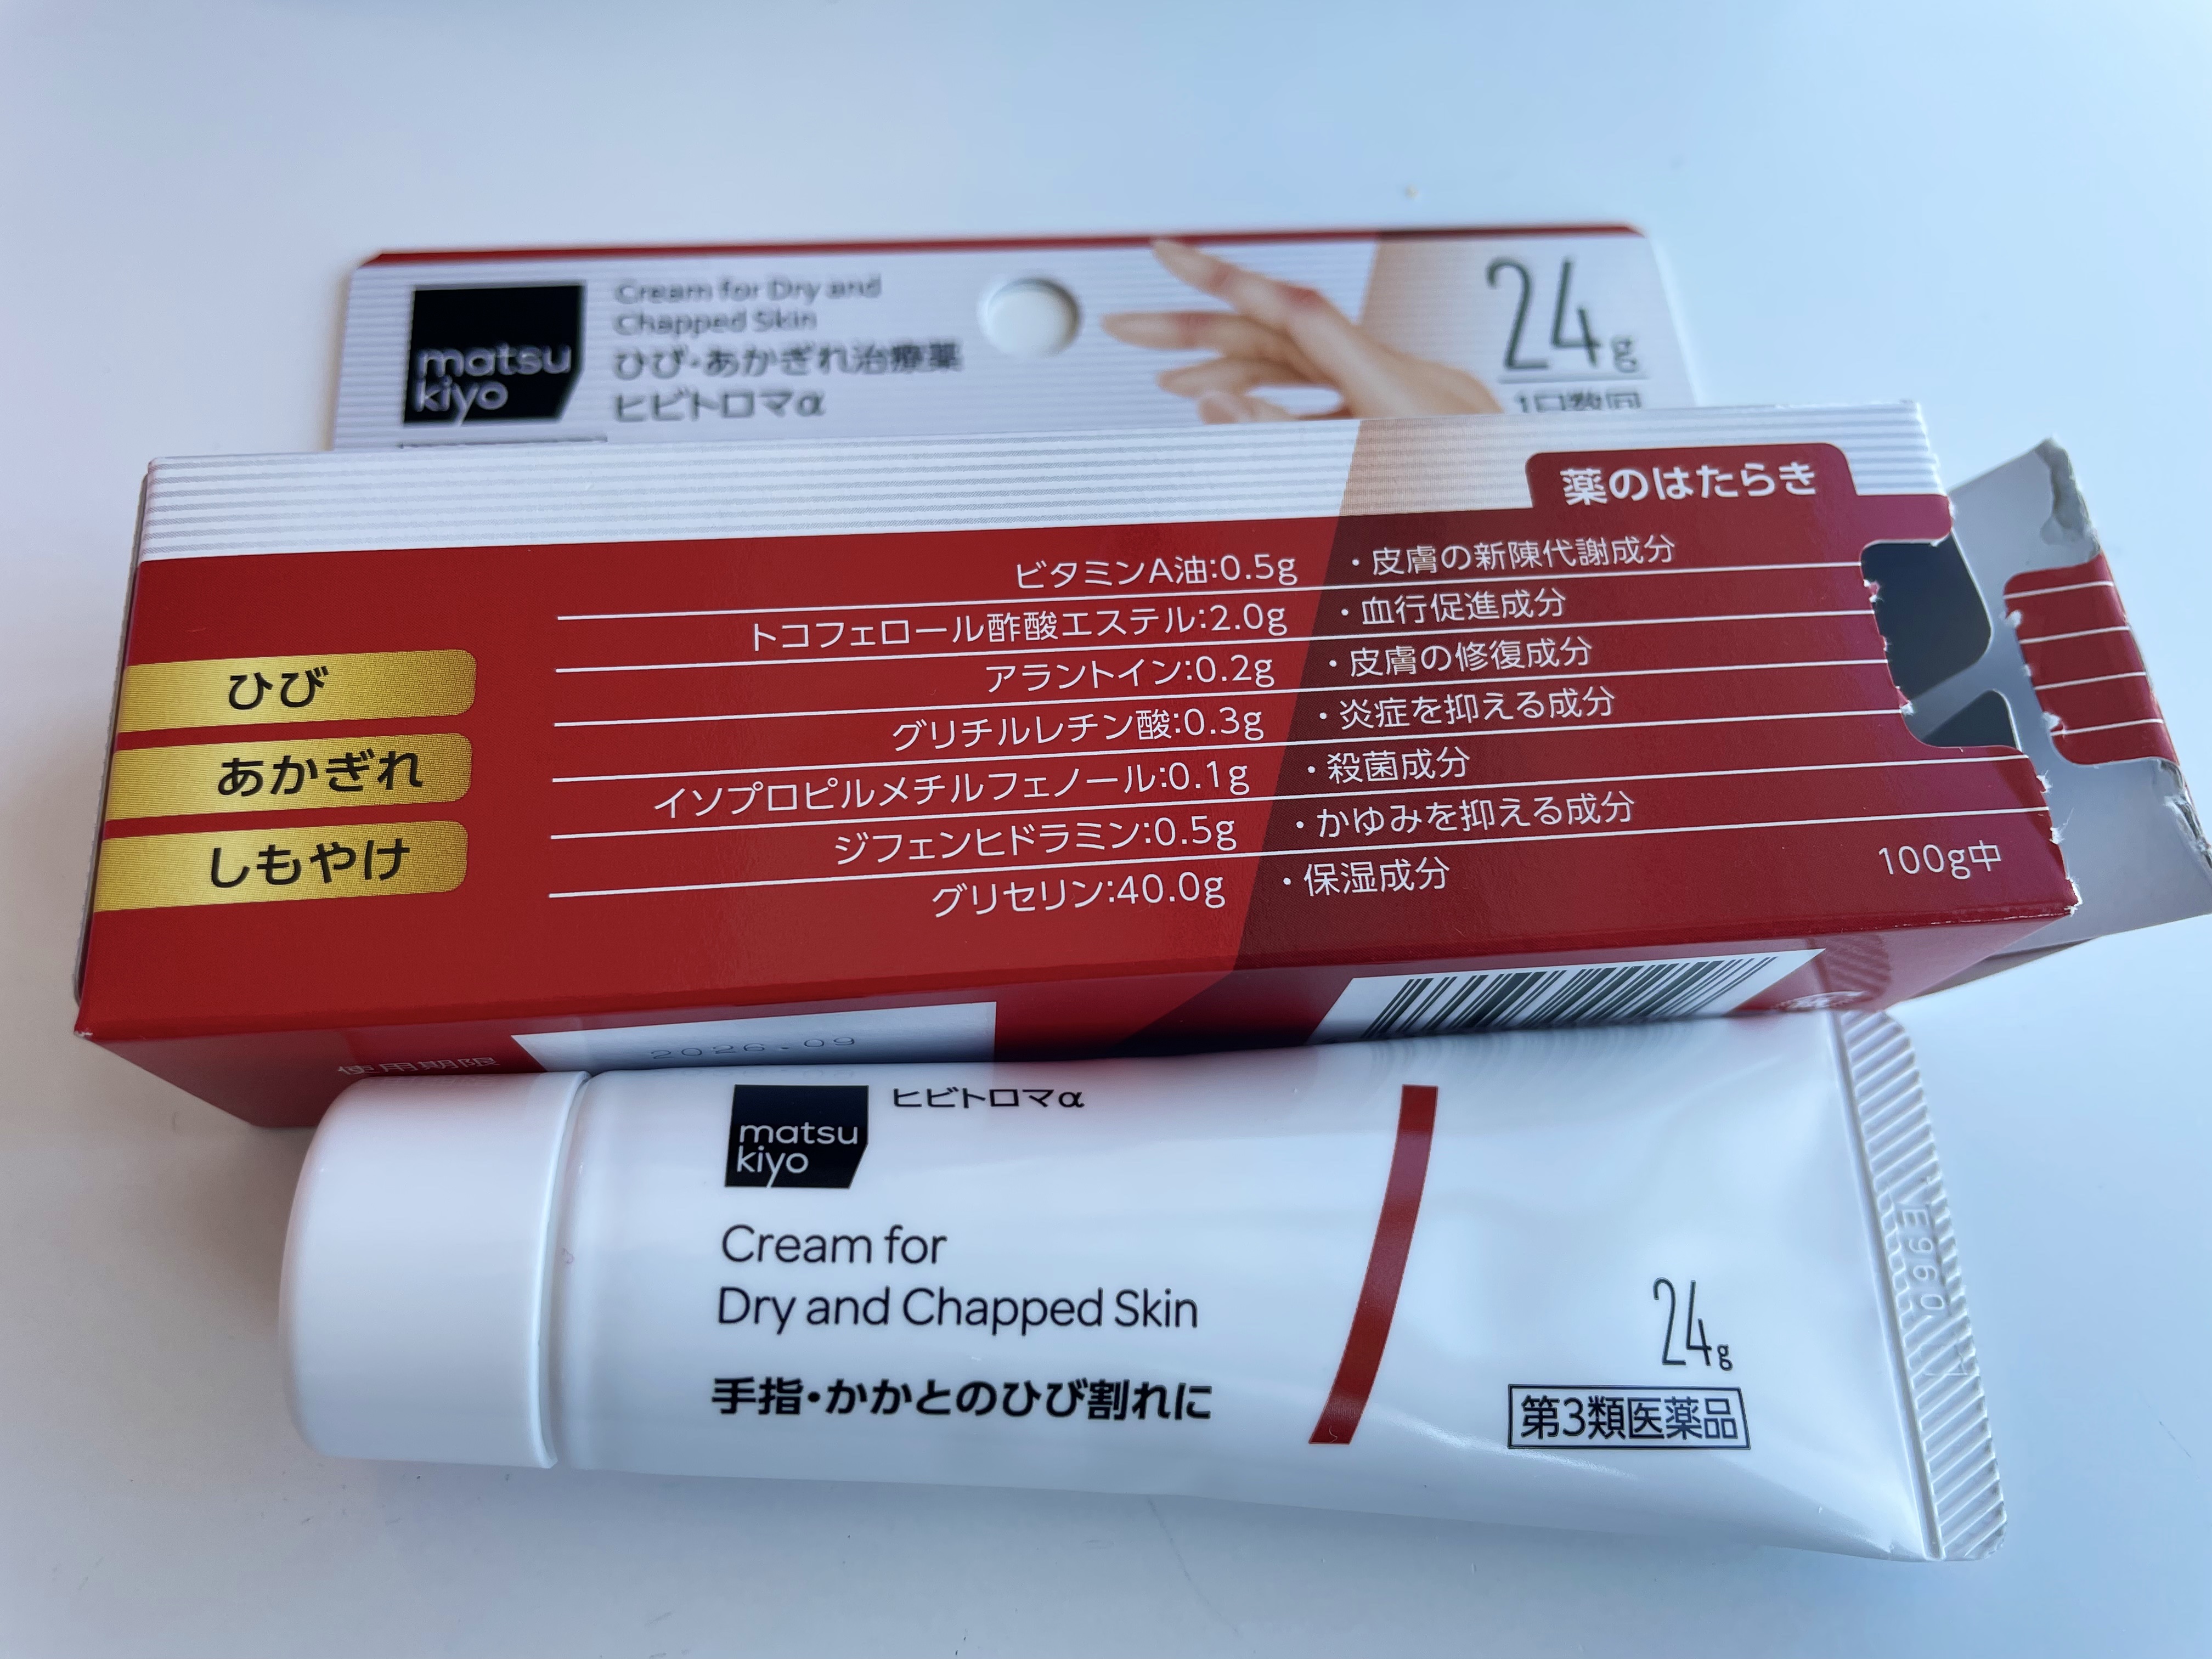 matsu
kiyo
Cream for Dry and
Chapped Skin
ひび・あかぎれ治療薬
ヒビトロマα
24g
1日数回
薬のはたらき
ビタミンA油:0.5g ・皮膚の新陳代謝成分
トコフェロール酢酸エステル:2.0g ・血行促進成分
アラントイン:0.2g ・皮膚の修復成分
グリチルレチン酸:0.3g ・炎症を抑える成分
イソプロピルメチルフェノール:0.1g ・殺菌成分
ジフェンヒドラミン:0.5g ・かゆみを抑える成分
グリセリン:40.0g ・保湿成分
100g中
ひび
あかぎれ
しもやけ
使用期限
2026.09
matsu
kiyo
ヒビトロマα
Cream for
Dry and Chapped Skin
手指・かかとのひび割れに
24g
第3類医薬品